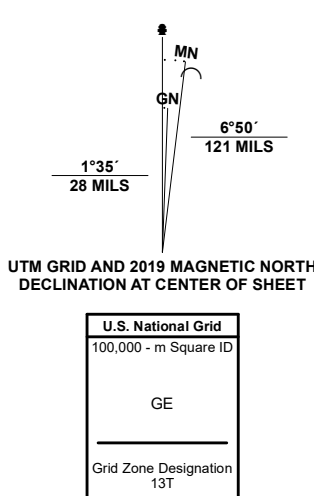 MN
GN
6°50´
121 MILS
1°35´
28 MILS
UTM GRID AND 2019 MAGNETIC NORTH
DECLINATION AT CENTER OF SHEET
U.S. National Grid
100,000 - m Square ID
GE
Grid Zone Designation
13T